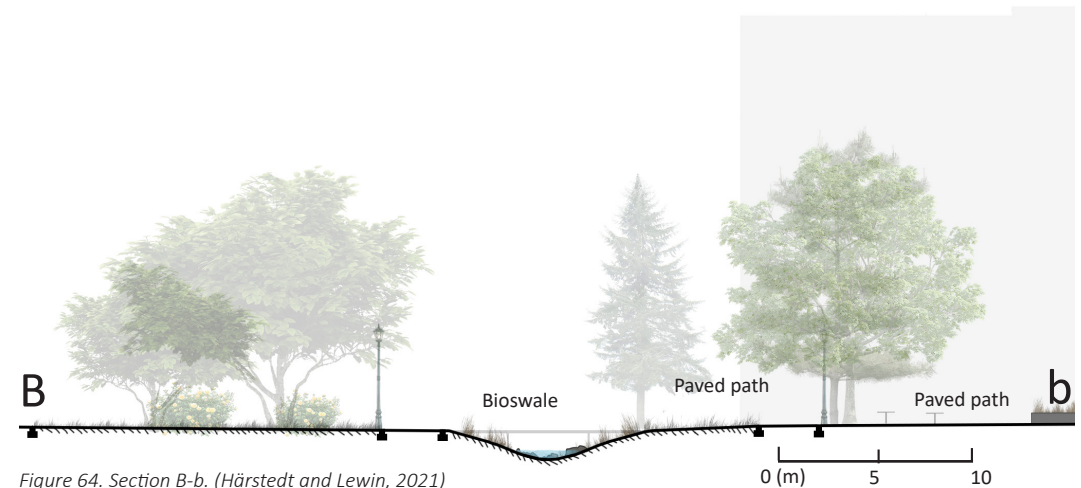 B
Bioswale
Paved path
Paved path
b
0 (m) 5 10
Figure 64. Section B-b. (Härstedt and Lewin, 2021)